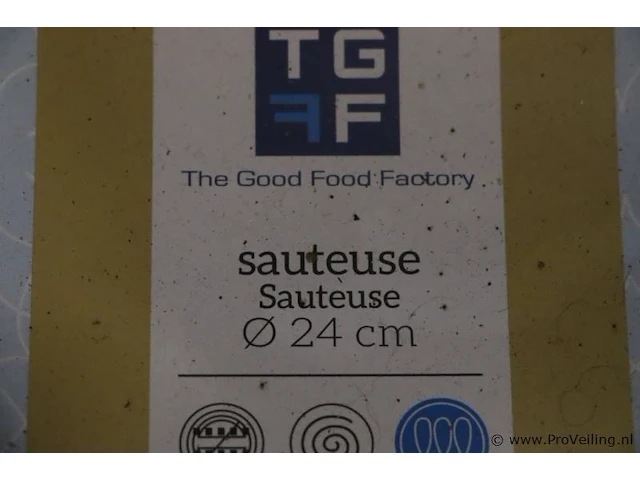 TG
FF
The Good Food Factory
sauteuse
Sauteuse
Ø 24 cm
© www.ProVeiling.nl